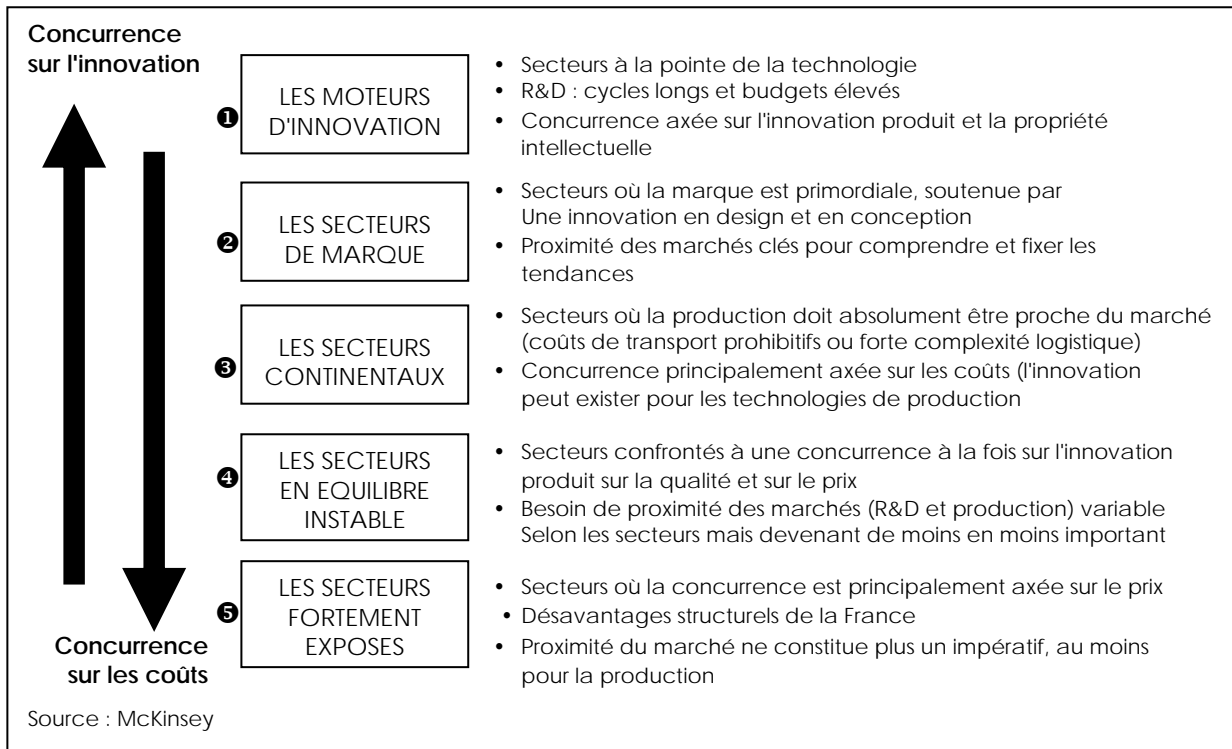 Concurrence
sur l'innovation
❶
LES MOTEURS
D'INNOVATION
• Secteurs à la pointe de la technologie
• R&D : cycles longs et budgets élevés
• Concurrence axée sur l'innovation produit et la propriété
intellectuelle
❷
LES SECTEURS
DE MARQUE
• Secteurs où la marque est primordiale, soutenue par
Une innovation en design et en conception
• Proximité des marchés clés pour comprendre et fixer les
tendances
❸
LES SECTEURS
CONTINENTAUX
• Secteurs où la production doit absolument être proche du marché
(coûts de transport prohibitifs ou forte complexité logistique)
• Concurrence principalement axée sur les coûts (l'innovation
peut exister pour les technologies de production
❹
LES SECTEURS
EN EQUILIBRE
INSTABLE
• Secteurs confrontés à une concurrence à la fois sur l'innovation
produit sur la qualité et sur le prix
• Besoin de proximité des marchés (R&D et production) variable
Selon les secteurs mais devenant de moins en moins important
❺
LES SECTEURS
FORTEMENT
EXPOSES
• Secteurs où la concurrence est principalement axée sur le prix
• Désavantages structurels de la France
• Proximité du marché ne constitue plus un impératif, au moins
pour la production
Concurrence
sur les coûts
Source : McKinsey